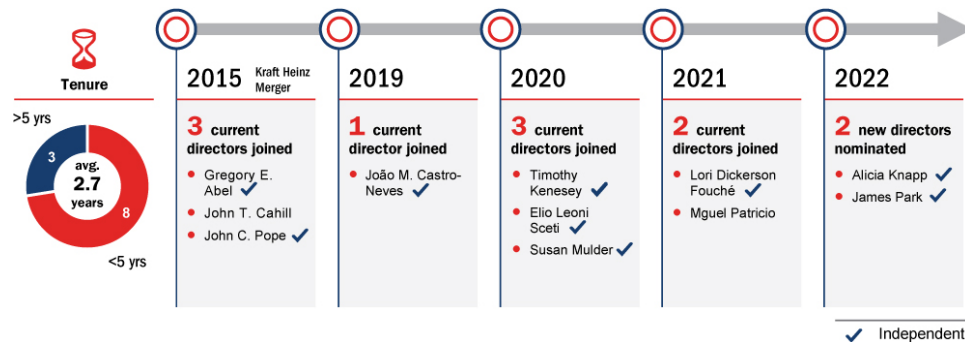 Tenure
>5 yrs
3
avg.
2.7
years
8
<5 yrs
2015 Kraft Heinz
Merger
3 current
directors joined
Gregory E.
Abel ✓
John T. Cahill
John C. Pope ✓
2019
1 current
director joined
João M. Castro-
Neves ✓
2020
3 current
directors joined
Timothy
Kenesey ✓
Elio Leoni
Sceti ✓
Susan Mulder ✓
2021
2 current
directors joined
Lori Dickerson
Fouché ✓
Mguel Patricio
2022
2 new directors
nominated
Alicia Knapp ✓
James Park ✓
✓ Independent